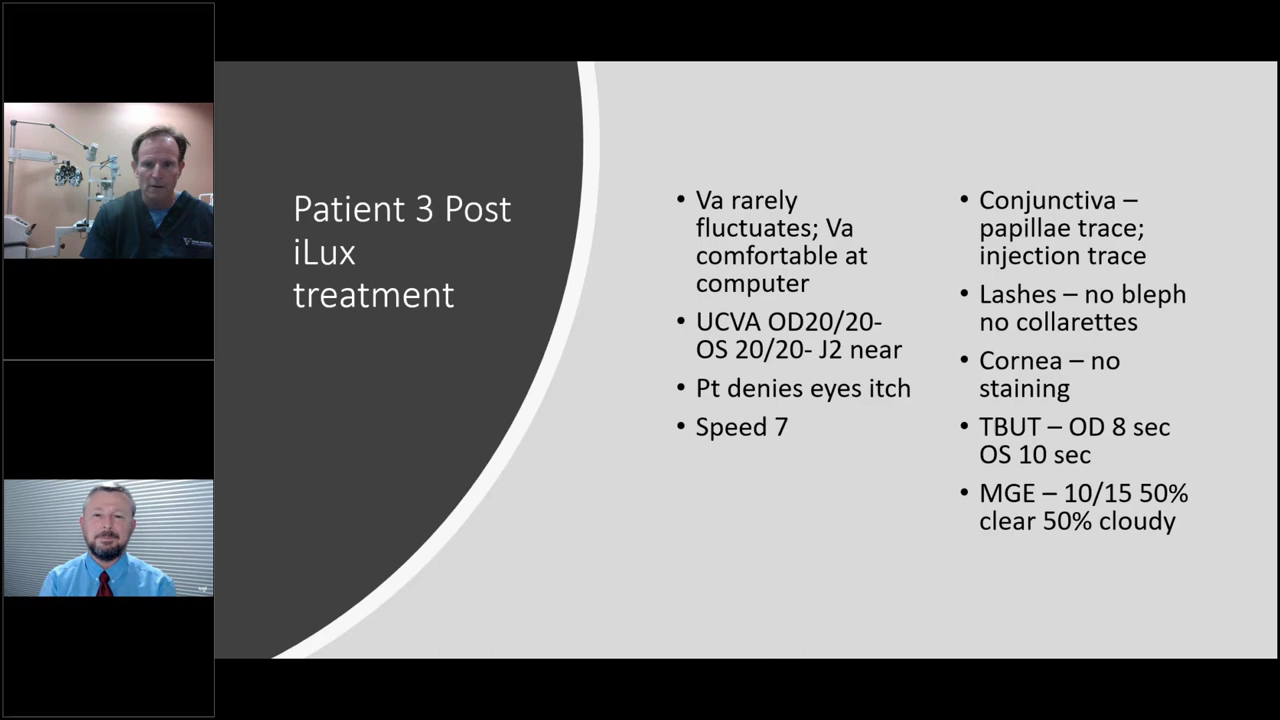 Patient 3 Post
iLux
treatment
• Va rarely
fluctuates; Va
comfortable at
computer
• UCVA OD20/20-
OS 20/20- J2 near
• Pt denies eyes itch
• Speed 7
• Conjunctiva –
papillae trace;
injection trace
• Lashes – no bleph
no collarettes
• Cornea – no
staining
• TBUT – OD 8 sec
OS 10 sec
• MGE – 10/15 50%
clear 50% cloudy